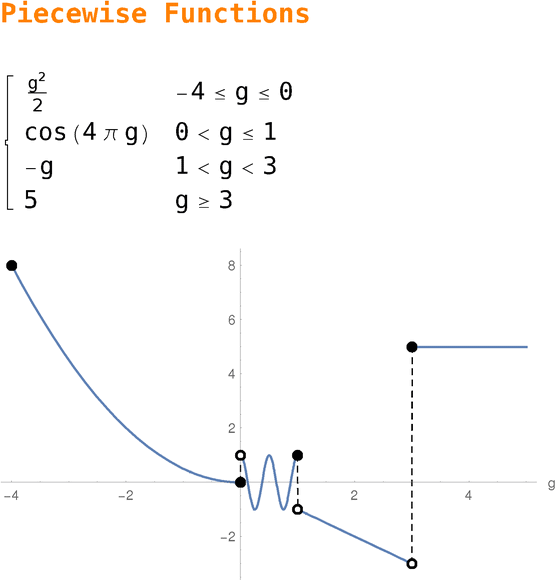 Piecewise Functions
g²/2 -4 ≤ g ≤ 0
cos (4 π g) 0 < g ≤ 1
-g 1 < g < 3
5 g ≥ 3
8
6
4
2
-4 -2 2 4 g
-2